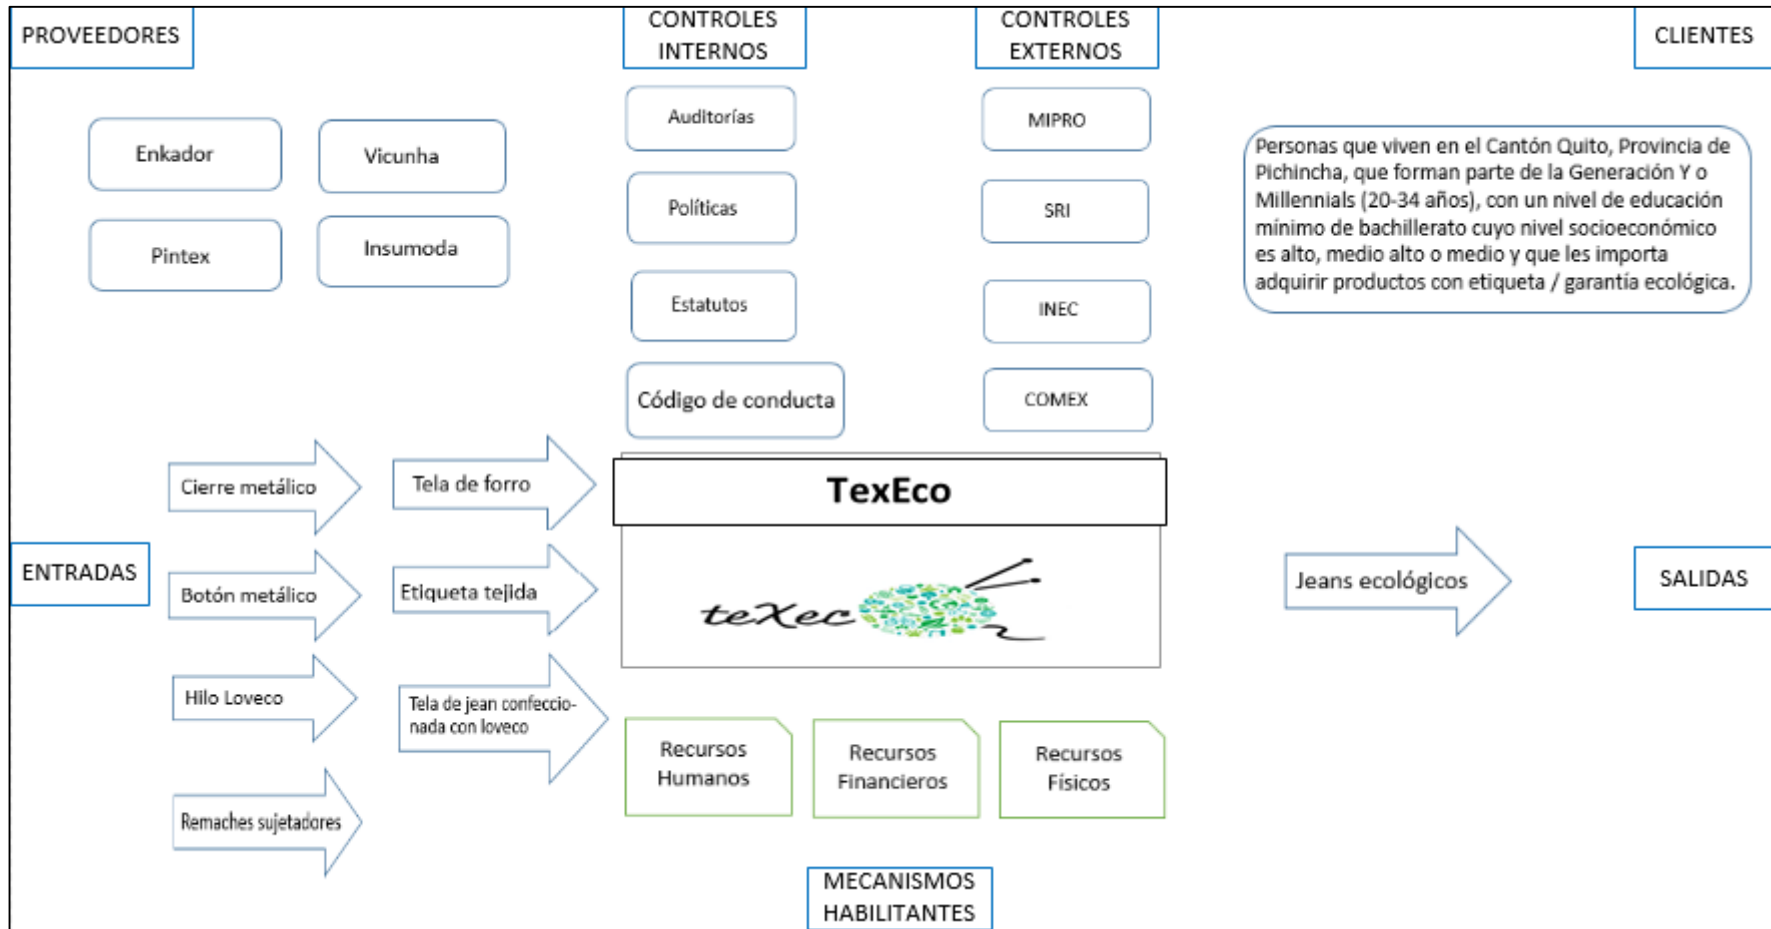 PROVEEDORES
CONTROLES
INTERNOS
CONTROLES
EXTERNOS
CLIENTES
Enkador
Vicunha
Pintex
Insumoda
Auditorías
Políticas
Estatutos
Código de conducta
MIPRO
SRI
INEC
COMEX
Personas que viven en el Cantón Quito, Provincia de
Pichincha, que forman parte de la Generación Y o
Millennials (20-34 años), con un nivel de educación
mínimo de bachillerato cuyo nivel socioeconómico
es alto, medio alto o medio y que les importa
adquirir productos con etiqueta / garantía ecológica.
ENTRADAS
Cierre metálico
Tela de forro
Botón metálico
Etiqueta tejida
Hilo Loveco
Tela de jean confeccio-
nada con loveco
Remaches sujetadores
TexEco
teXec
Jeans ecológicos
SALIDAS
Recursos
Humanos
Recursos
Financieros
Recursos
Físicos
MECANISMOS
HABILITANTES